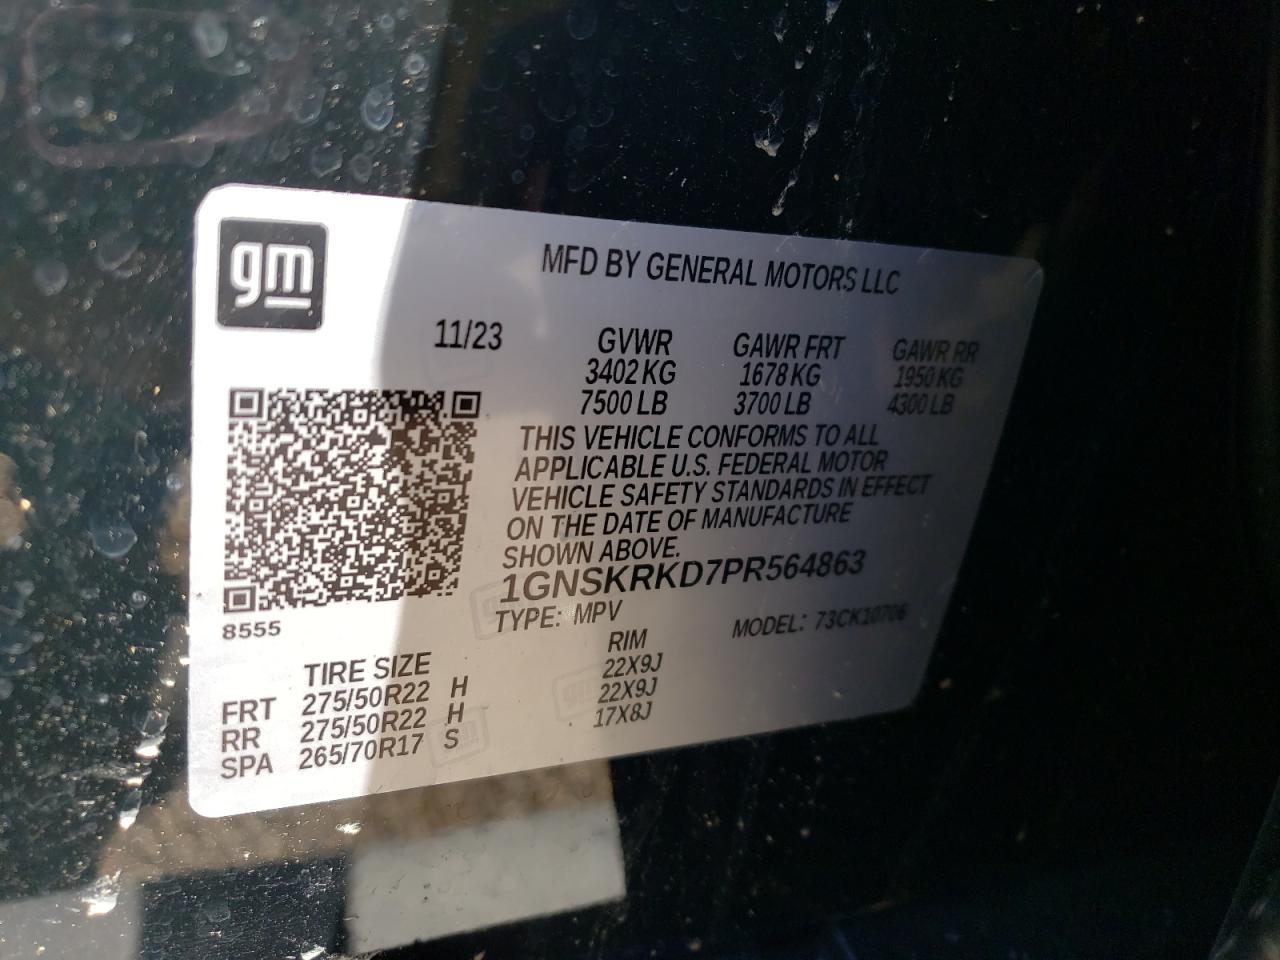 gm
MFD BY GENERAL MOTORS LLC
11/23 GVWR GAWR FRT GAWR RR
3402 KG 1678 KG 1950 KG
7500 LB 3700 LB 4300 LB
THIS VEHICLE CONFORMS TO ALL
APPLICABLE U.S. FEDERAL MOTOR
VEHICLE SAFETY STANDARDS IN EFFECT
ON THE DATE OF MANUFACTURE
SHOWN ABOVE.
1GNSKRKD7PR564863
TYPE: MPV MODEL: 73CK10706
8555
TIRE SIZE RIM
FRT 275/50R22 H 22X9J
RR 275/50R22 H 22X9J
SPA 265/70R17 S 17X8J